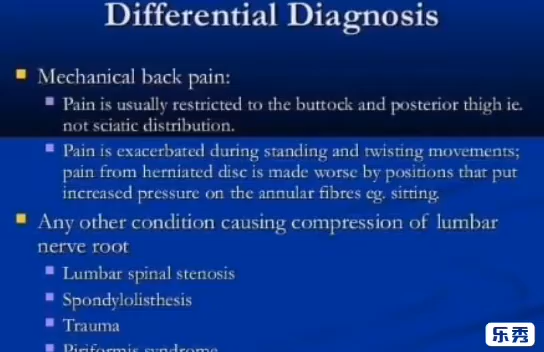 Differential Diagnosis
Mechanical back pain:
Pain is usually restricted to the buttock and posterior thigh ie.
not sciatic distribution.
Pain is exacerbated during standing and twisting movements;
pain from herniated disc is made worse by positions that put
increased pressure on the annular fibres eg. sitting.
Any other condition causing compression of lumbar
nerve root
Lumbar spinal stenosis
Spondylolisthesis
Trauma
Piriformis syndrome
乐秀